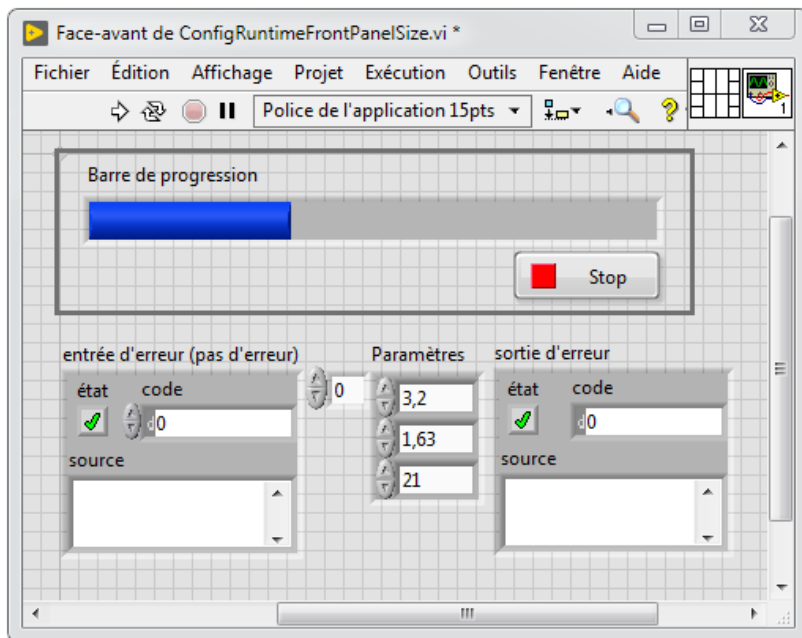 Face-avant de ConfigRuntimeFrontPanelSize.vi *
Fichier Édition Affichage Projet Exécution Outils Fenêtre Aide
Police de l'application 15pts
1
Barre de progression
Stop
entrée d'erreur (pas d'erreur) Paramètres sortie d'erreur
état code 0 3,2 état code
d0 1,63 d0
source 21 source